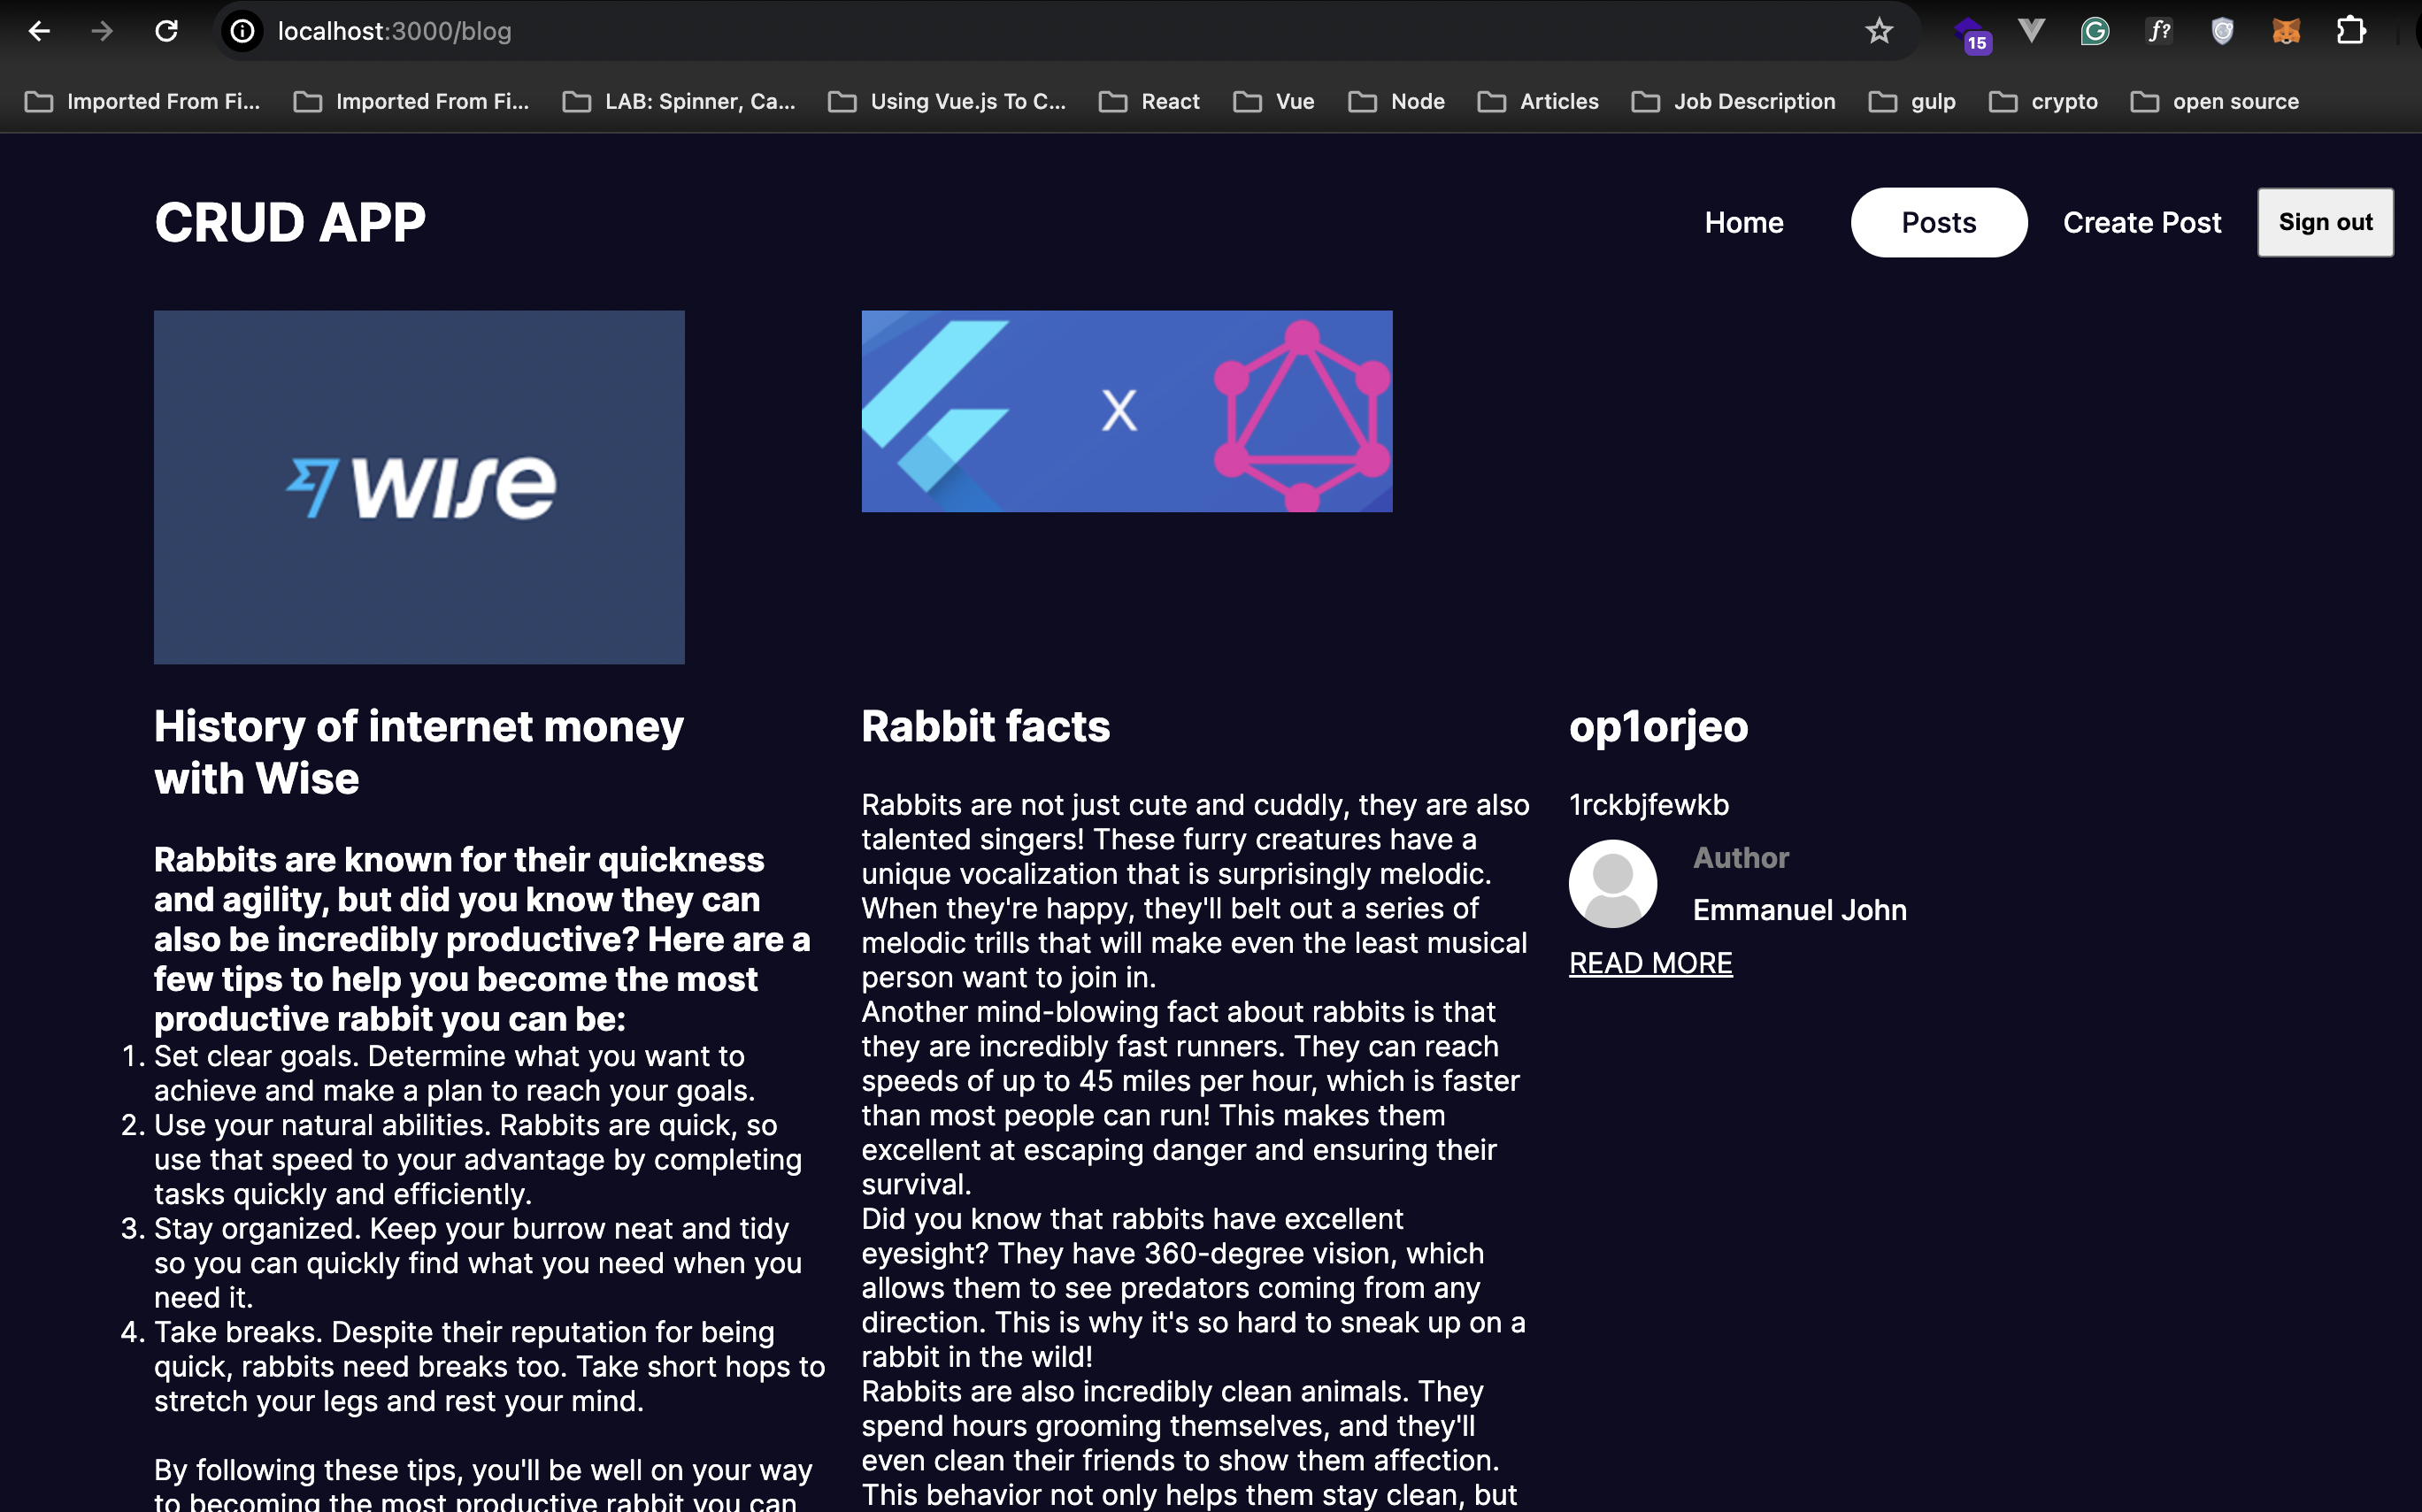 localhost:3000/blog
15
G
f?
Imported From Fi...
Imported From Fi...
LAB: Spinner, Ca...
Using Vue.js To C...
React
Vue
Node
Articles
Job Description
gulp
crypto
open source
CRUD APP
Home
Posts
Create Post
Sign out
WISE
X
History of internet money
with Wise
Rabbits are known for their quickness
and agility, but did you know they can
also be incredibly productive? Here are a
few tips to help you become the most
productive rabbit you can be:
1. Set clear goals. Determine what you want to
achieve and make a plan to reach your goals.
2. Use your natural abilities. Rabbits are quick, so
use that speed to your advantage by completing
tasks quickly and efficiently.
3. Stay organized. Keep your burrow neat and tidy
so you can quickly find what you need when you
need it.
4. Take breaks. Despite their reputation for being
quick, rabbits need breaks too. Take short hops to
stretch your legs and rest your mind.
By following these tips, you'll be well on your way
to becoming the most productive rabbit you can
Rabbit facts
Rabbits are not just cute and cuddly, they are also
talented singers! These furry creatures have a
unique vocalization that is surprisingly melodic.
When they're happy, they'll belt out a series of
melodic trills that will make even the least musical
person want to join in.
Another mind-blowing fact about rabbits is that
they are incredibly fast runners. They can reach
speeds of up to 45 miles per hour, which is faster
than most people can run! This makes them
excellent at escaping danger and ensuring their
survival.
Did you know that rabbits have excellent
eyesight? They have 360-degree vision, which
allows them to see predators coming from any
direction. This is why it's so hard to sneak up on a
rabbit in the wild!
Rabbits are also incredibly clean animals. They
spend hours grooming themselves, and they'll
even clean their friends to show them affection.
This behavior not only helps them stay clean, but
op1orjeo
1rckbjfewkb
Author
Emmanuel John
READ MORE